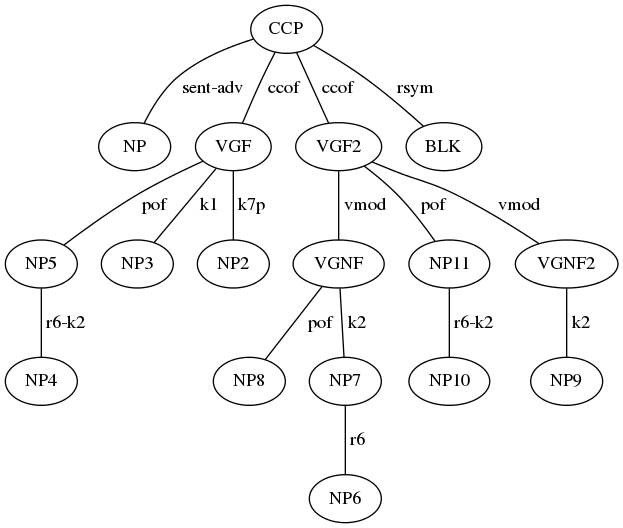 CCP
sent-adv ccof ccof rsym
NP VGF VGF2 BLK
pof k1 k7p vmod pof vmod
NP5 NP3 NP2 VGNF NP11 VGNF2
r6-k2 pof k2 r6-k2 k2
NP4 NP8 NP7 NP10 NP9
r6
NP6